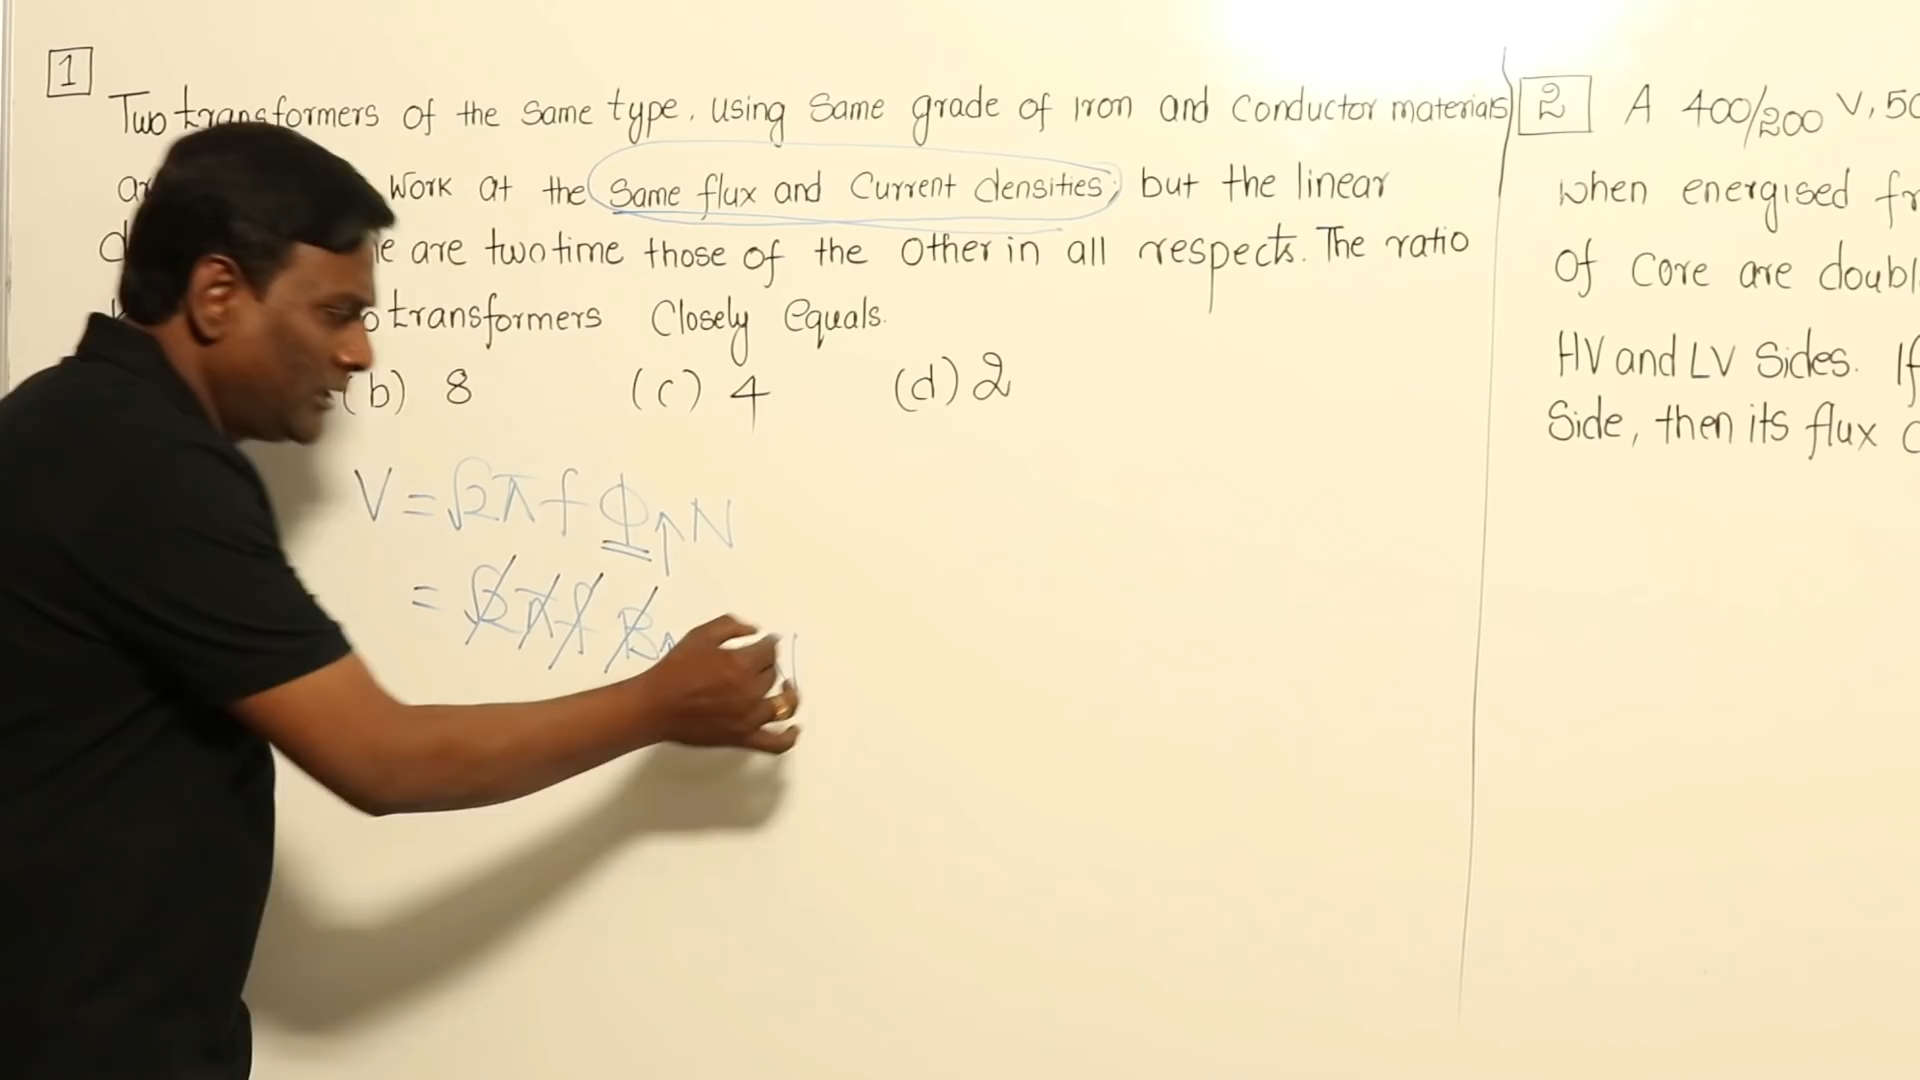 1
Two transformers of the same type, using same grade of iron and conductor materials
work at the same flux and current densities, but the linear
are two time those of the other in all respects. The ratio
transformers closely equals.
(b) 8 (c) 4 (d) 2
V = √2π f Φ N
= √2 π f B N
2 A 400/200 V, 50
when energised
of core are doubl
HV and LV sides. If
side, then its flux